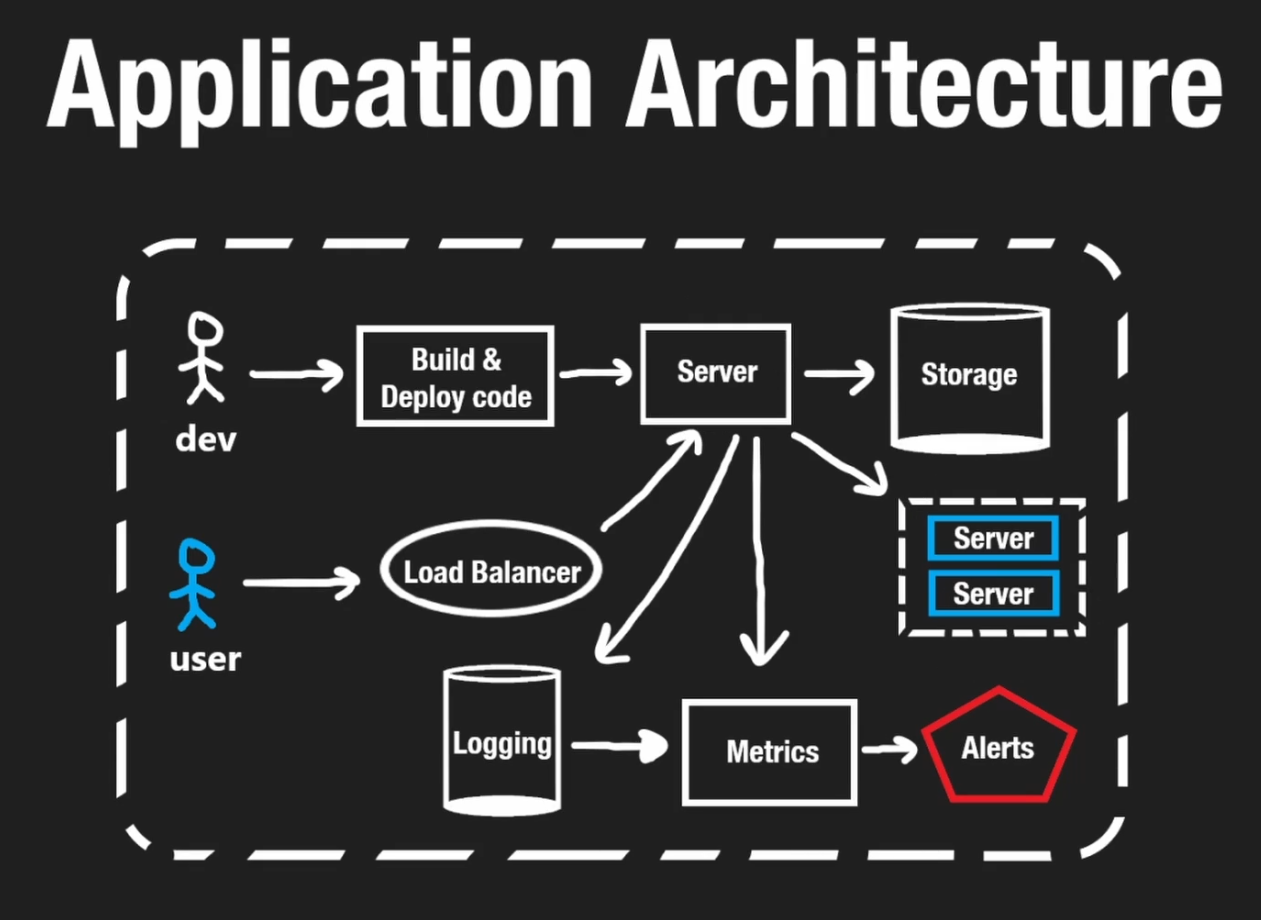 Application Architecture
Build &
Deploy code
Server
Storage
dev
Load Balancer
Server
Server
user
Logging
Metrics
Alerts